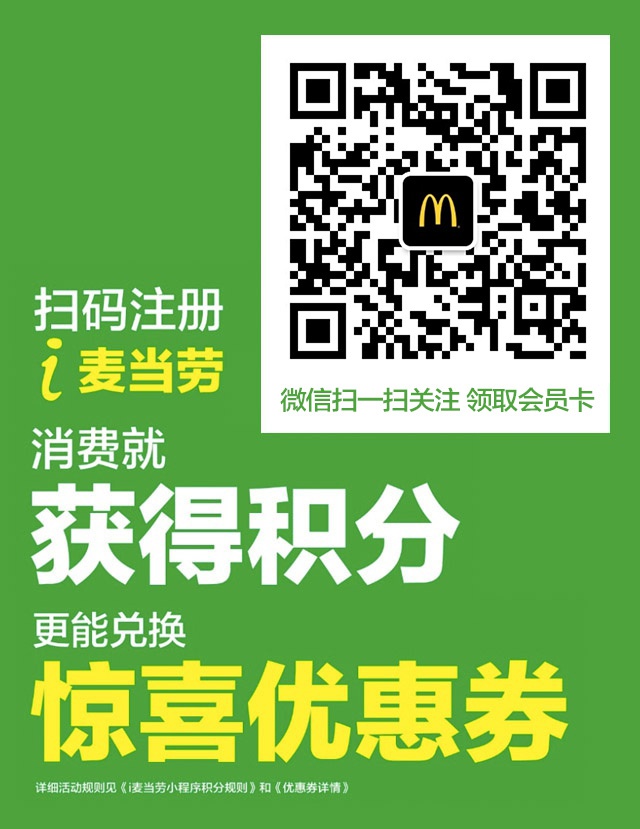 微信扫一扫关注 领取会员卡
扫码注册
i 麦当劳
消费就
获得积分
更能兑换
惊喜优惠券
详细活动规则见《i麦当劳小程序积分规则》和《优惠券详情》